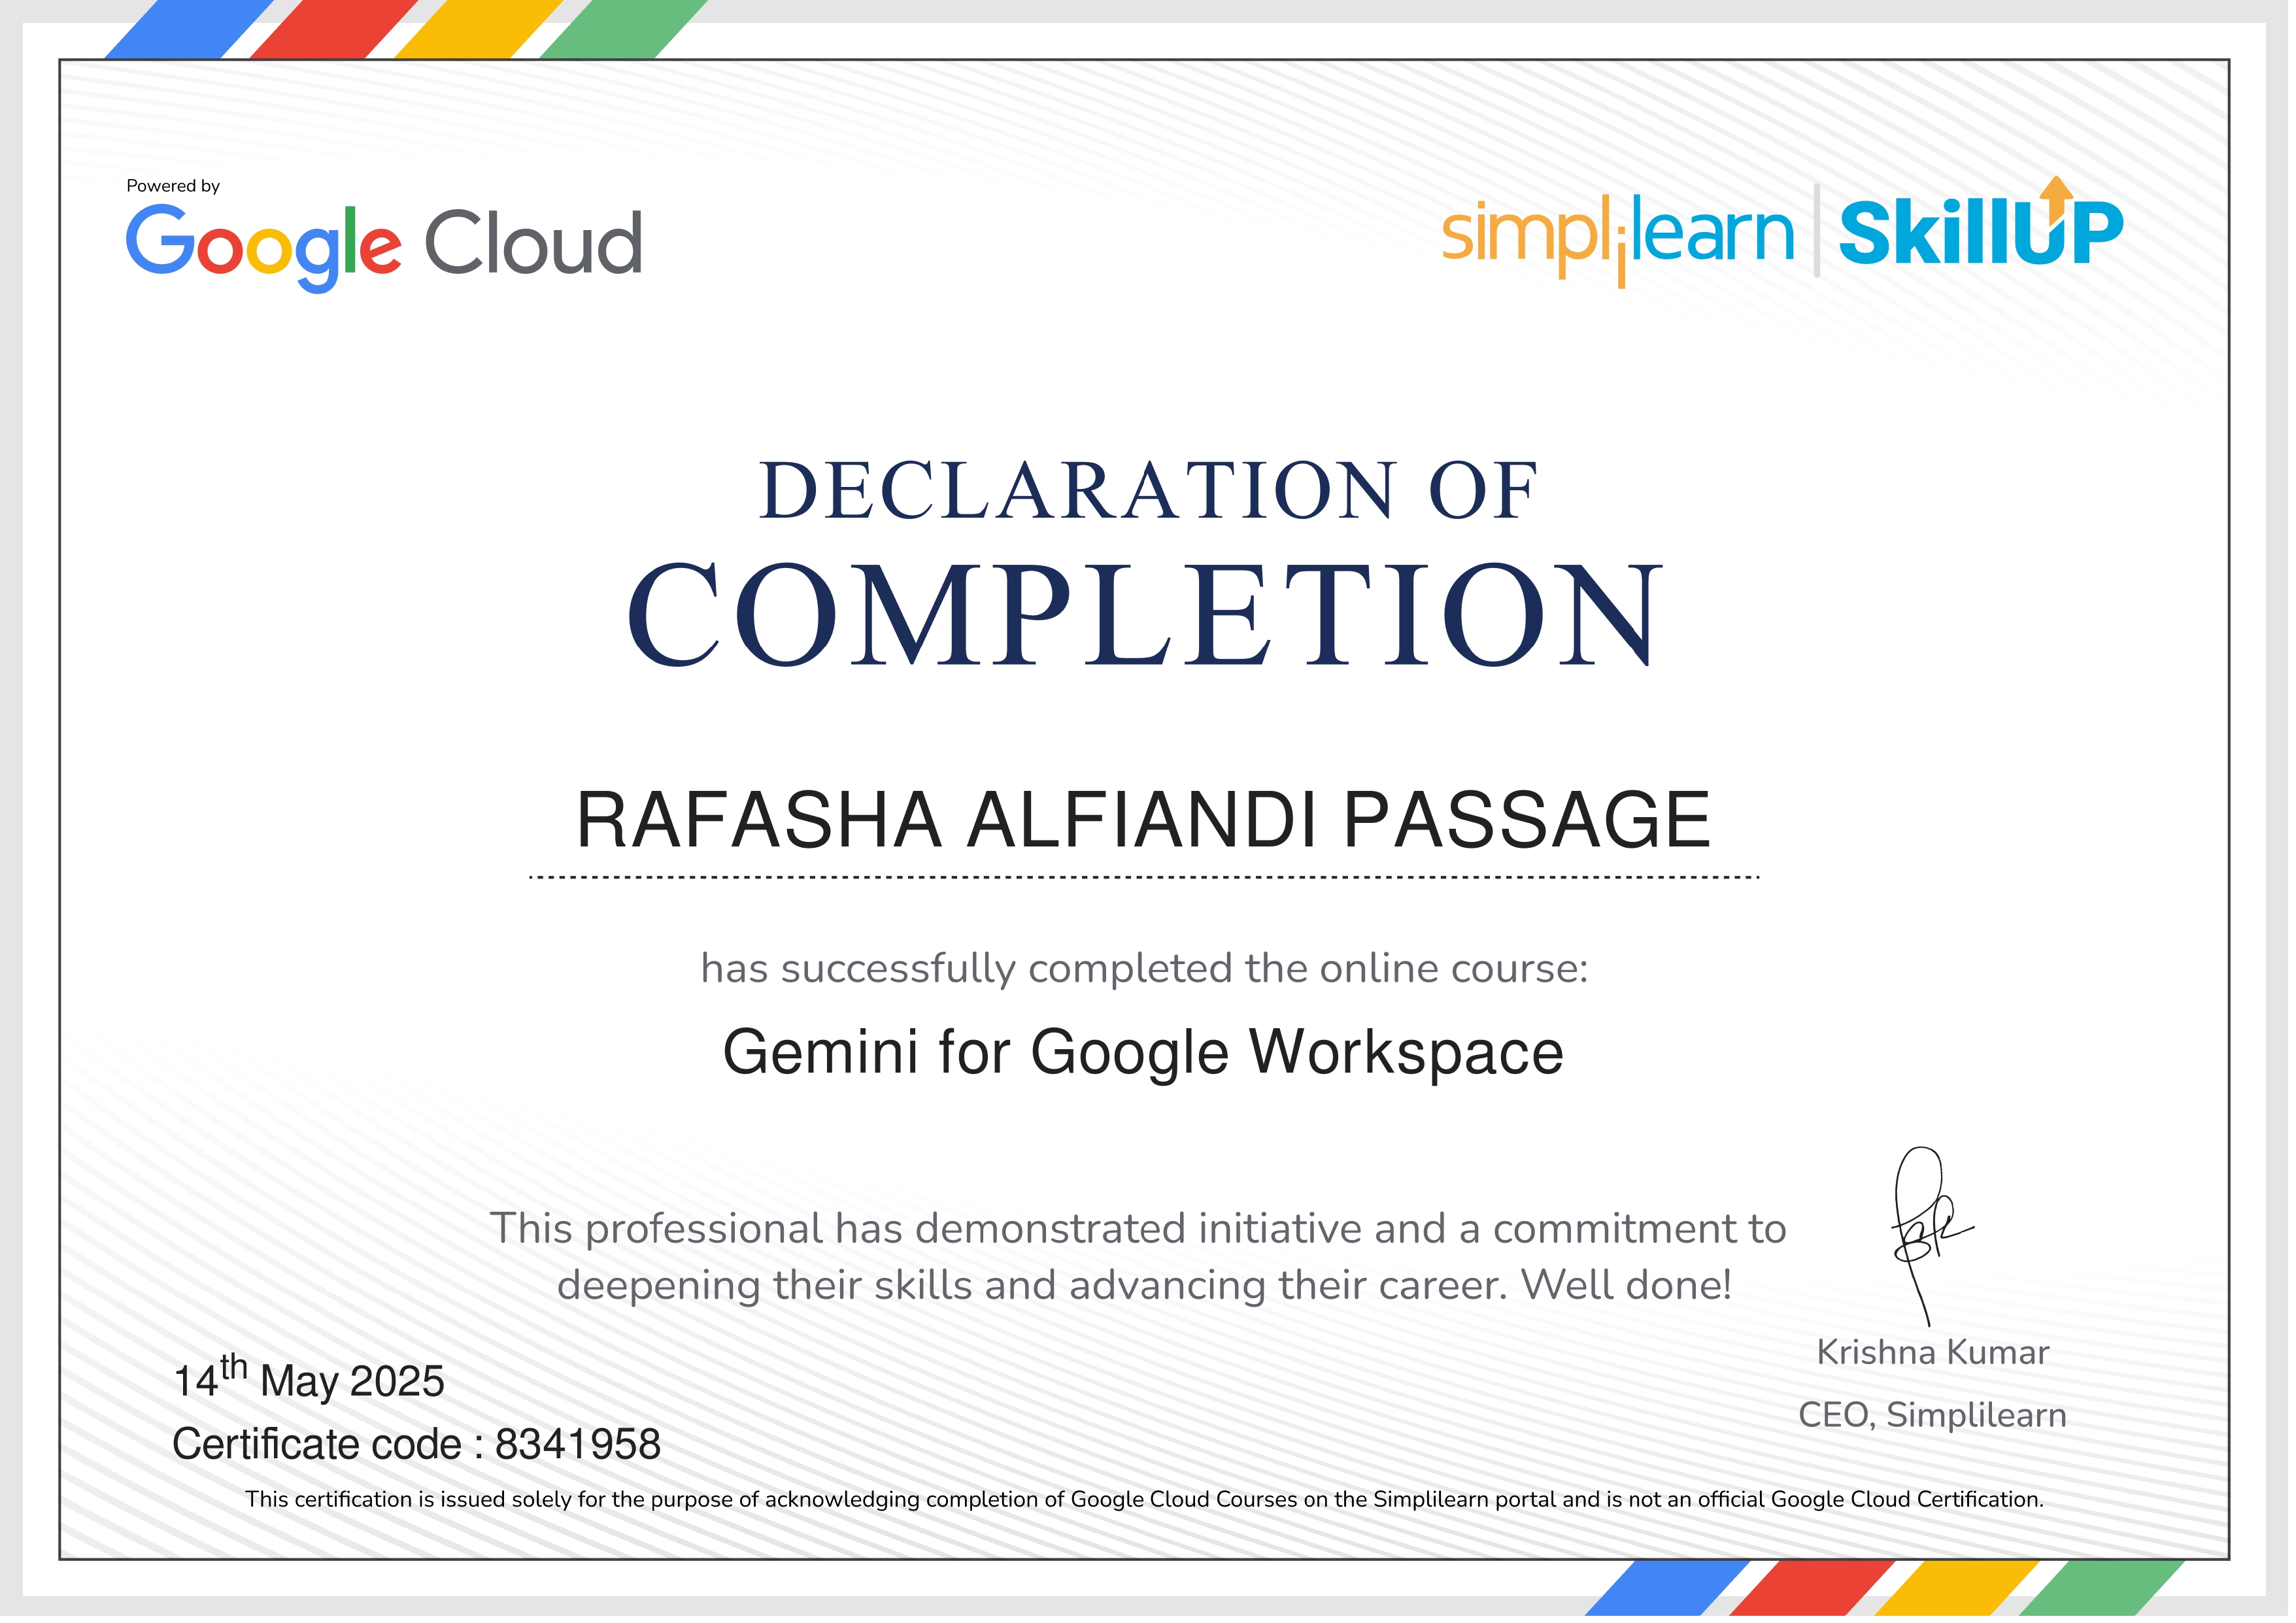 Powered by
Google Cloud
simplilearn | SkillUP
DECLARATION OF
COMPLETION
RAFASHA ALFIANDI PASSAGE
has successfully completed the online course:
Gemini for Google Workspace
This professional has demonstrated initiative and a commitment to
deepening their skills and advancing their career. Well done!
Krishna Kumar
CEO, Simplilearn
14th May 2025
Certificate code : 8341958
This certification is issued solely for the purpose of acknowledging completion of Google Cloud Courses on the Simplilearn portal and is not an official Google Cloud Certification.